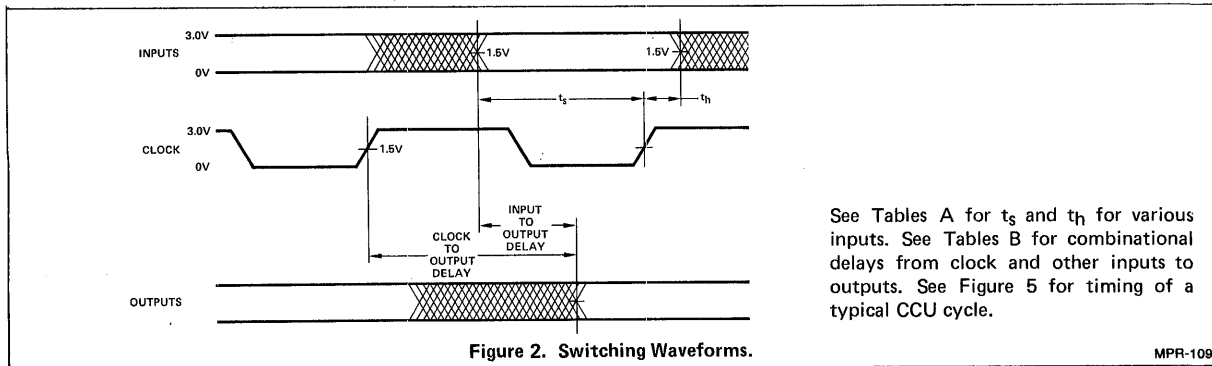 3.0V
INPUTS
0V
1.5V
1.5V
ts
th
3.0V
CLOCK
0V
1.5V
INPUT
TO
OUTPUT
DELAY
CLOCK
TO
OUTPUT
DELAY
OUTPUTS
See Tables A for ts and th for various
inputs. See Tables B for combinational
delays from clock and other inputs to
outputs. See Figure 5 for timing of a
typical CCU cycle.
Figure 2. Switching Waveforms.
MPR-109